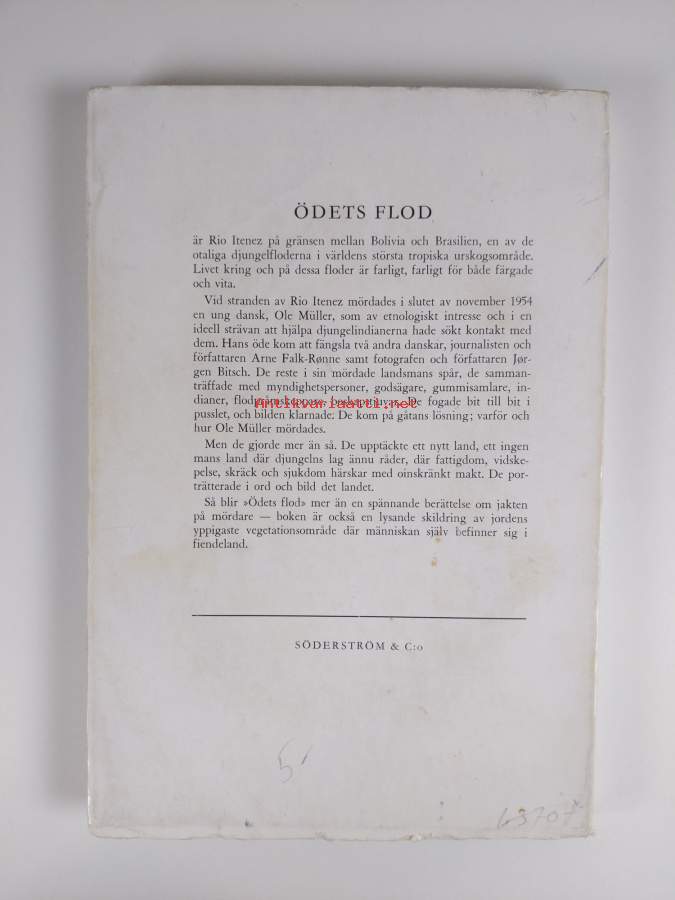 ÖDETS FLOD
är Rio Itenez på gränsen mellan Bolivia och Brasilien, en av de
otaliga djungelfloderna i världens största tropiska urskogsområde.
Livet kring och på dessa floder är farligt, farligt för både färgade
och vita.
Vid stranden av Rio Itenez mördades i slutet av november 1954
en ung dansk, Ole Müller, som av etnologiskt intresse och i en
ideell strävan att hjälpa djungelindianerna hade sökt kontakt med
dem. Hans öde kom att fängsla två andra danskar, journalisten och
författaren Arne Falk-Rønne samt fotografen och författaren Jør-
gen Bitsch. De reste i sin mördade landsmans spår, de samman-
träffade med myndighetspersoner, godsägare, gummisamlare, in-
dianer, De fogade bit till bit i
Antikvariaatti.net
pusslet, och bilden klarnade. De kom på gåtans lösning; varför och
hur Ole Müller mördades.
Men de gjorde mer än så. De upptäckte ett nytt land, ett ingen
mans land där djungelns lag ännu råder, där fattigdom, vidske-
pelse, skräck och sjukdom härskar med oinskränkt makt. De por-
trätterade i ord och bild det landet.
Så blir »Ödets flod» mer än en spännande berättelse om jakten
på mördare — boken är också en lysande skildring av jordens
yppigaste vegetationsområde där människan själv befinner sig i
fiendeland.
SÖDERSTRÖM & C:o